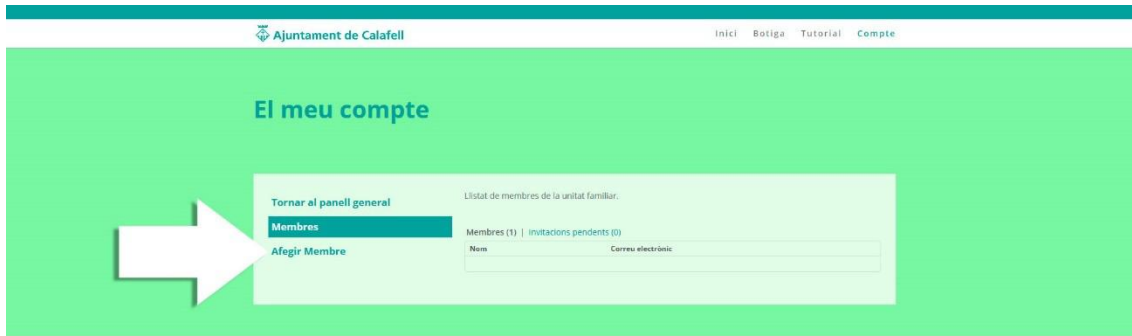 Ajuntament de Calafell
Inici Botiga Tutorial Compte
El meu compte
Tornar al panell general
Membres
Afegir Membre
Llistat de membres de la unitat familiar.
Membres (1) | Invitacions pendents (0)
Nom Correu electrònic